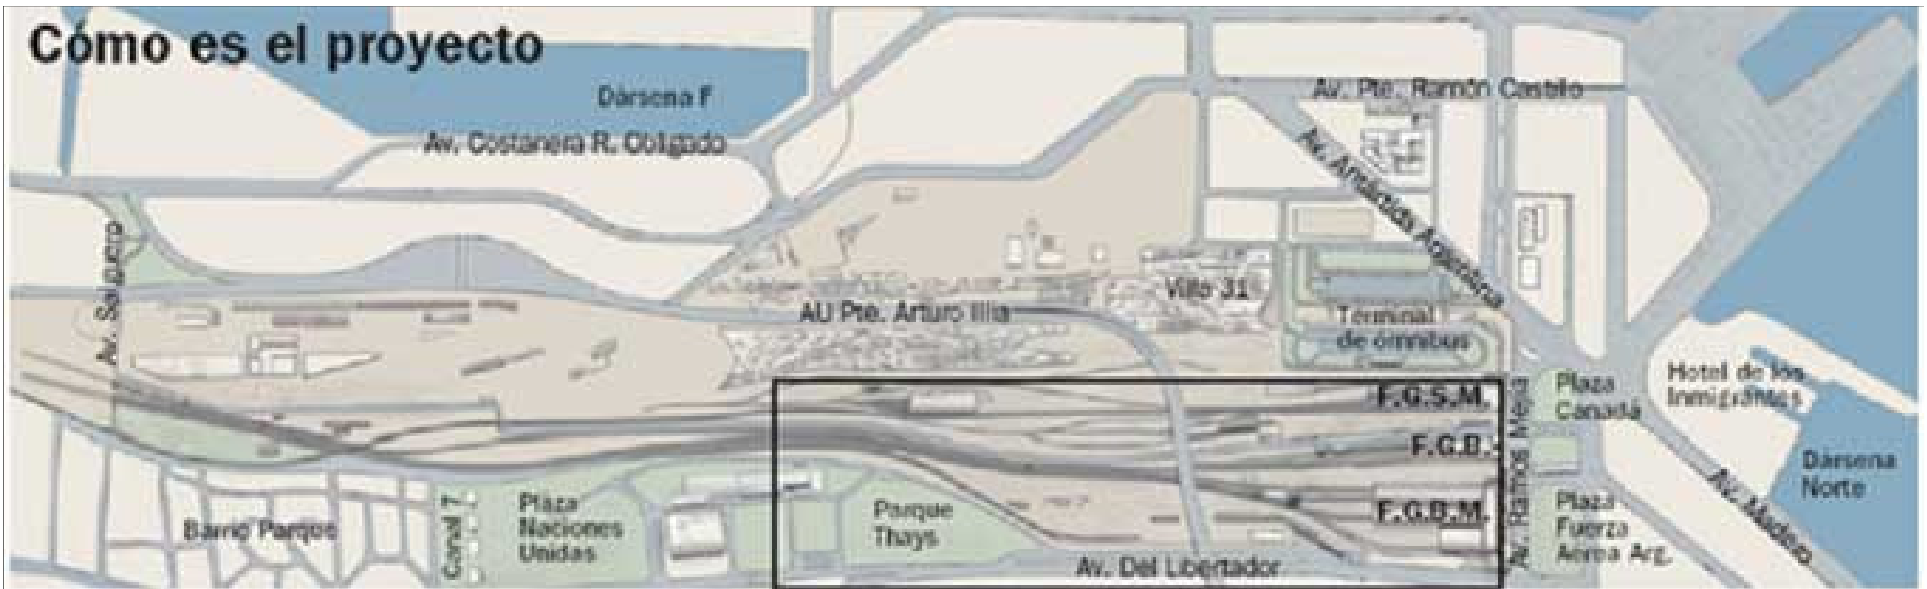 Cómo es el proyecto
Dársena F
Av. Pte. Ramón Castillo
Av. Costanera R. Obligado
Av. Antártida Argentina
Av. Salguero
Villa 31
AU Pte. Arturo Illia
Términal
de ómnibus
Hotel de los
Inmigrantes
Plaza
Canadá
F.G.S.M.
F.G.B.
F.G.B.M.
Av. Ramos Mejía
Dársena
Norte
Av. Madero
Plaza
Fuerza
Aérea Arg.
Barrio Parque
Canal 7
Plaza
Naciones
Unidas
Parque
Thays
Av. Del Libertador